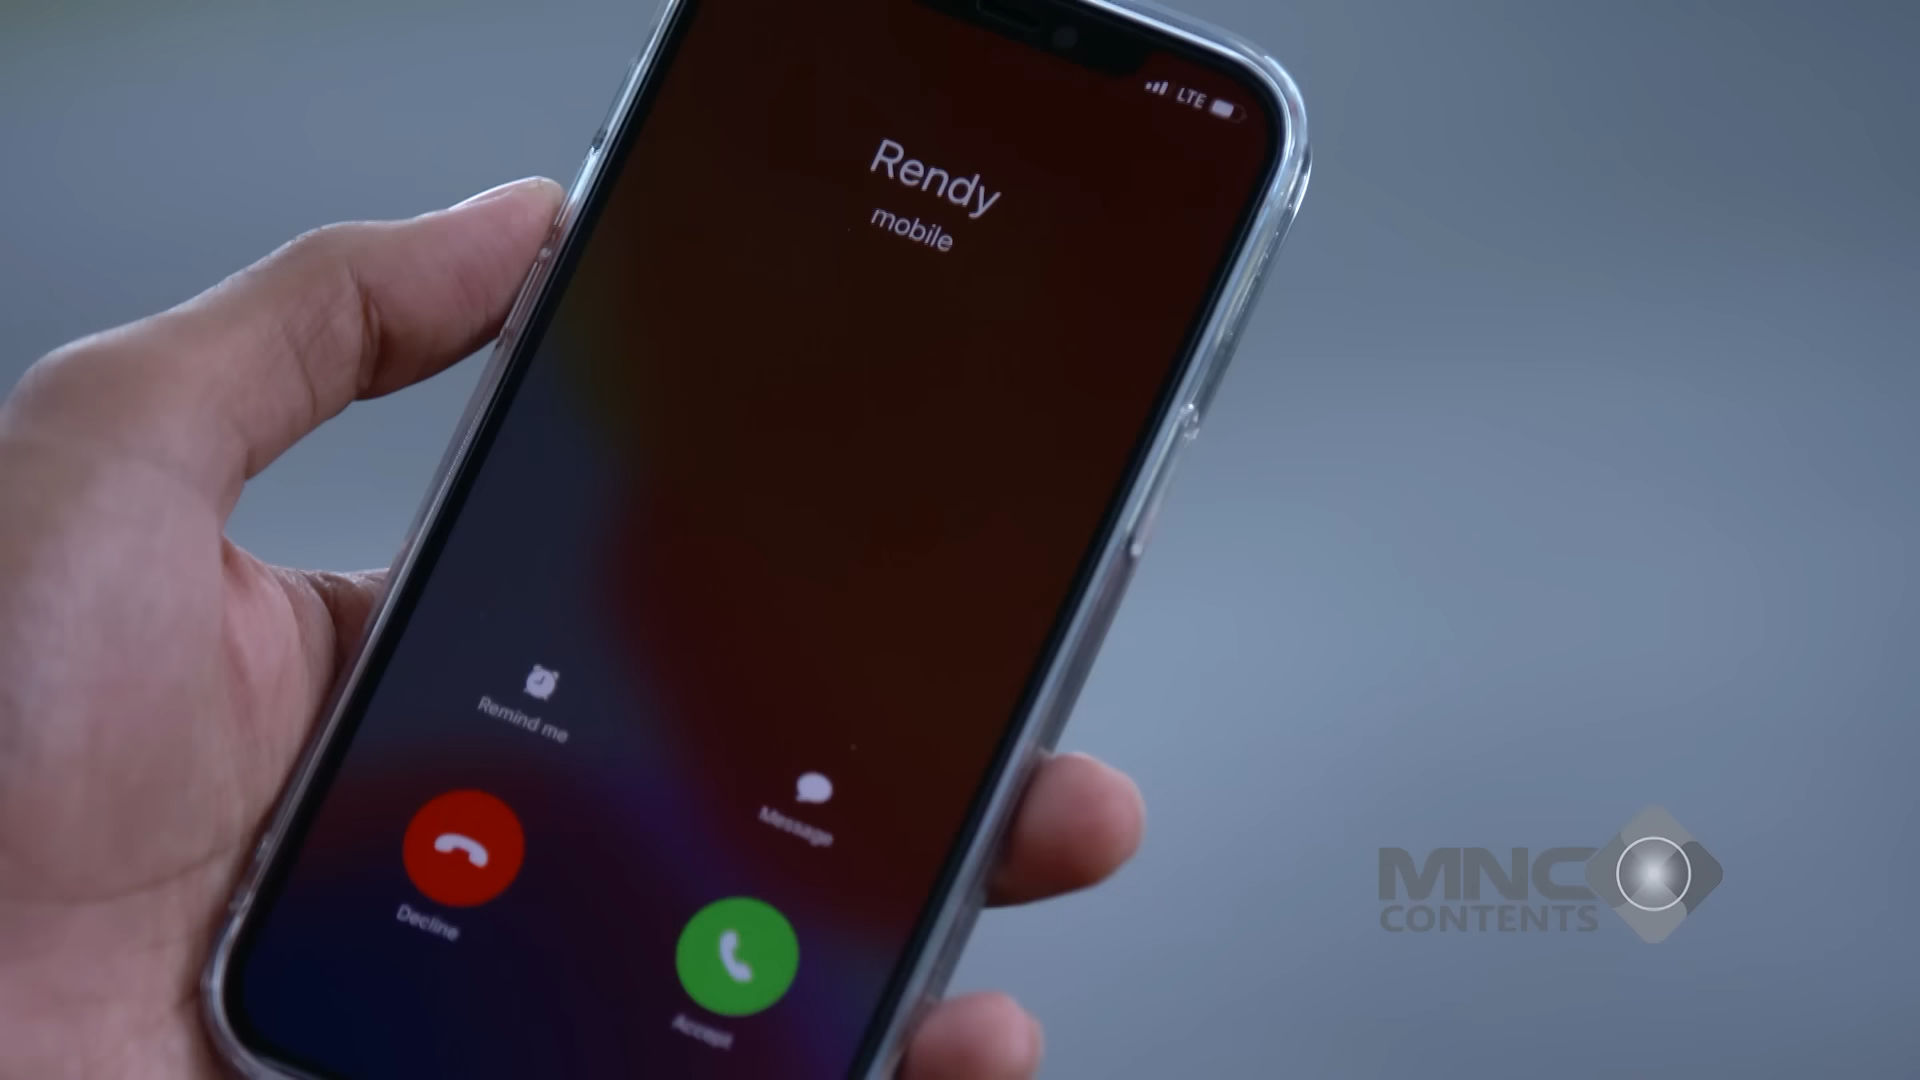 LTE
Rendy
mobile
Remind me
Message
Decline
Accept
MNC
CONTENTS